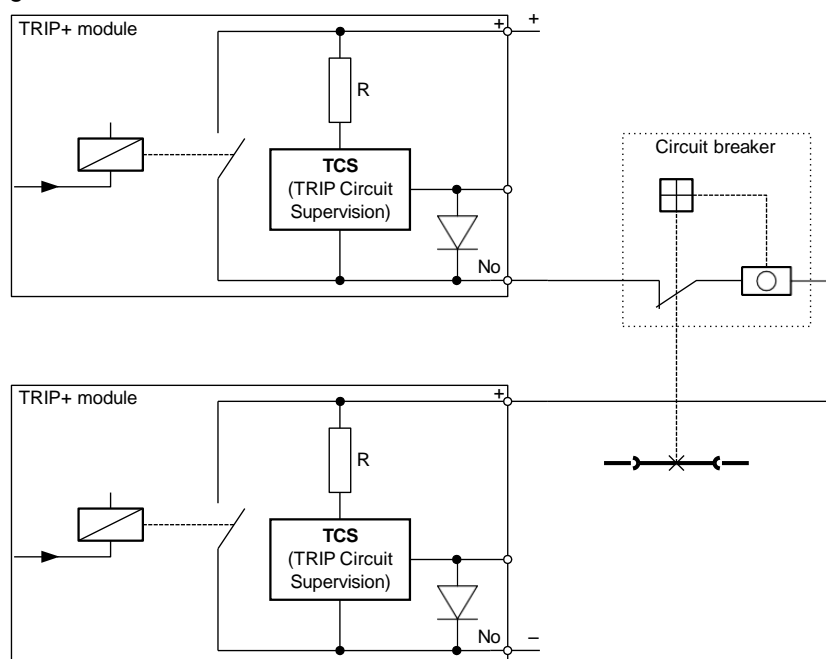 g
TRIP+ module
+
+
R
TCS
(TRIP Circuit
Supervision)
No
Circuit breaker
TRIP+ module
+
R
TCS
(TRIP Circuit
Supervision)
No
–